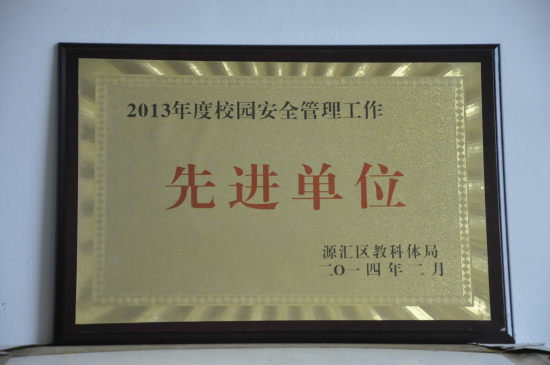 2013年度校园安全管理工作
先进单位
源汇区教科体局
二〇一四年二月